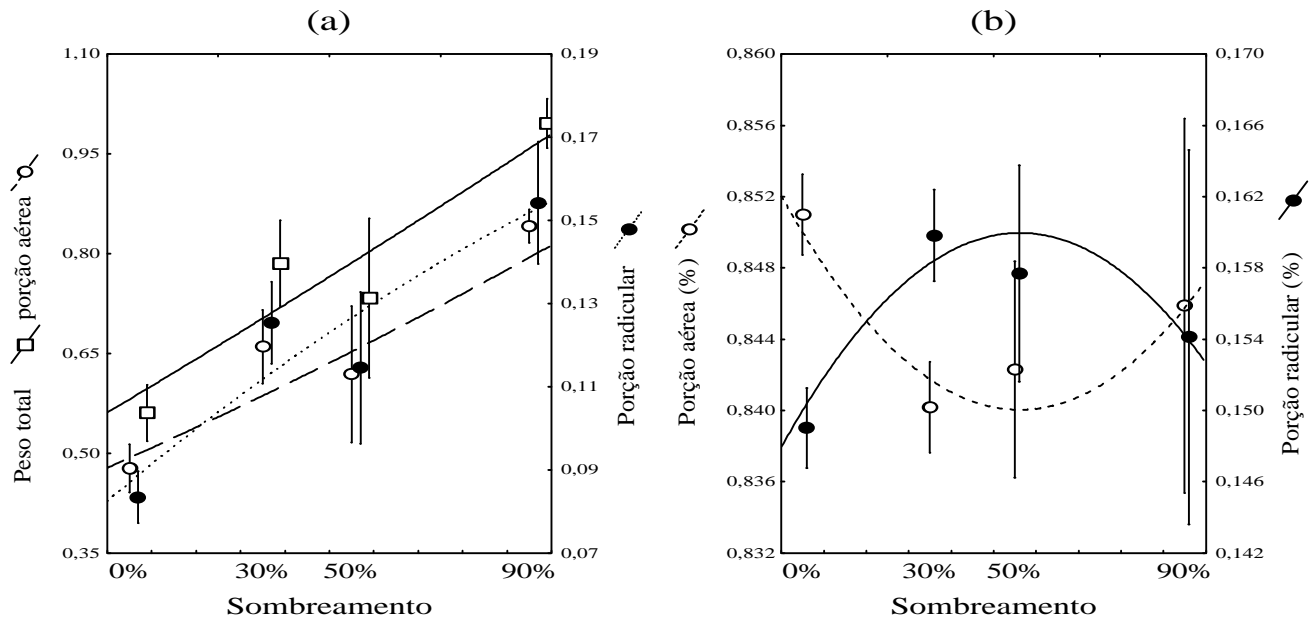 (a)
1,10
0,95
0,80
0,65
0,50
0,35
0,19
0,17
0,15
0,13
0,11
0,09
0,07
Peso total porção aérea
Porção radicular
0% 30% 50% 90%
Sombreamento
(b)
0,860
0,856
0,852
0,848
0,844
0,840
0,836
0,832
0,170
0,166
0,162
0,158
0,154
0,150
0,146
0,142
Porção aérea (%)
Porção radicular (%)
0% 30% 50% 90%
Sombreamento